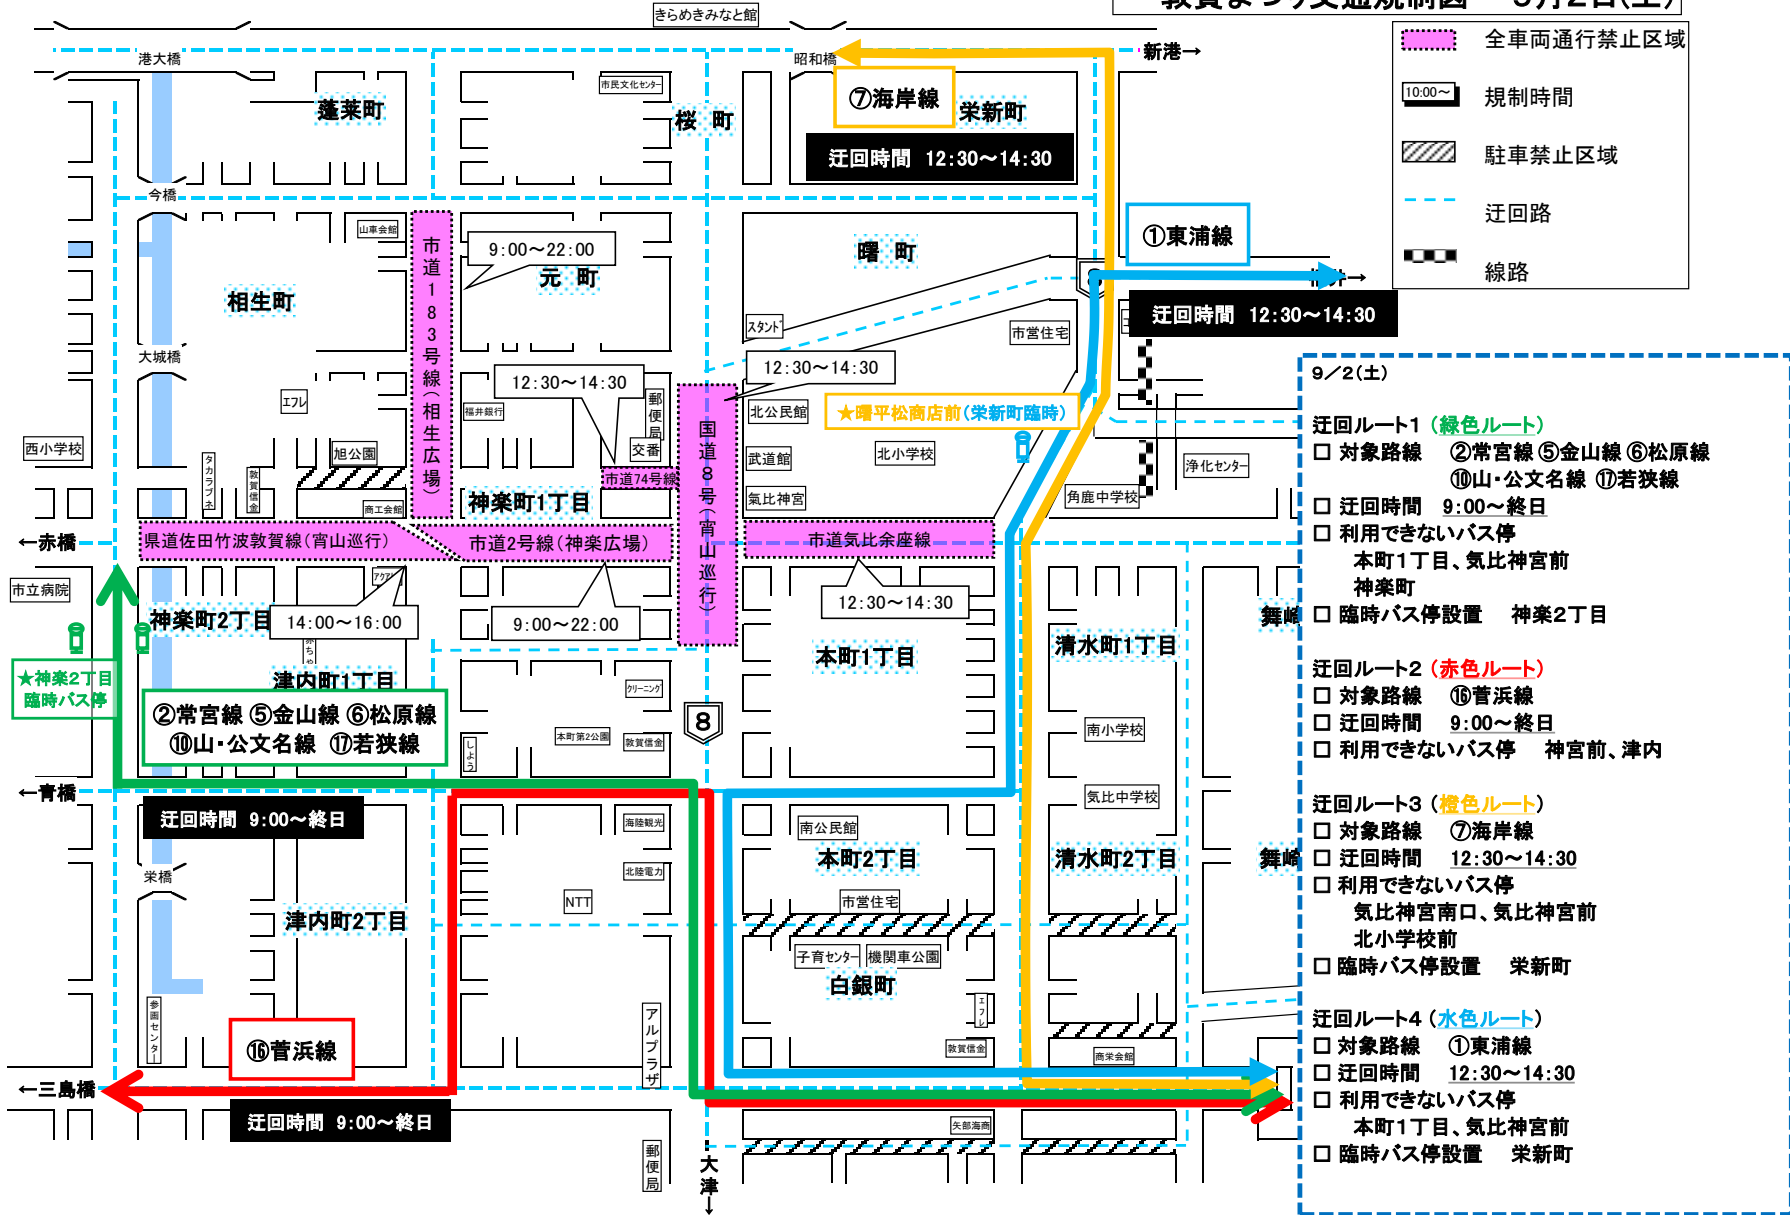 敦賀まつり交通規制図 9月2日(土)
全車両通行禁止区域
10:00～ 規制時間
駐車禁止区域
迂回路
線路
きらめきみなと館
港大橋
昭和橋
新港→
蓬莱町
市民文化センター
桜 町
⑦海岸線
栄新町
迂回時間 12:30～14:30
今橋
山車会館
市道183号線(相生広場)
9:00～22:00
元 町
曙 町
①東浦線
8
迂回時間 12:30～14:30
相生町
スタンド
市営住宅
大城橋
エフレ
12:30～14:30
12:30～14:30
福井銀行
郵便局
交番
国道8号(宵山巡行)
北公民館
★曙平松商店前(栄新町臨時)
西小学校
タカラブネ
敦賀信金
旭公園
商工会館
神楽町1丁目
市道74号線
武道館
北小学校
浄化センター
氣比神宮
角鹿中学校
←赤橋
県道佐田竹波敦賀線(宵山巡行)
市道2号線(神楽広場)
市道気比余座線
市立病院
神楽町2丁目
14:00～16:00
9:00～22:00
12:30～14:30
★神楽2丁目
臨時バス停
津内町1丁目
本町1丁目
清水町1丁目
②常宮線 ⑤金山線 ⑥松原線
⑩山・公文名線 ⑰若狭線
クリーニング
8
しよう
本町第2公園
敦賀信金
南小学校
←青橋
迂回時間 9:00～終日
海陸観光
南公民館
気比中学校
本町2丁目
清水町2丁目
栄橋
北陸電力
NTT
市営住宅
津内町2丁目
子育センター
機関車公園
白銀町
参画センター
⑯菅浜線
アルプラザ
エフレ
敦賀信金
商栄会館
←三島橋
迂回時間 9:00～終日
矢部海商
郵便局
大津↓
9／2(土)
迂回ルート1 (緑色ルート)
□ 対象路線 ②常宮線 ⑤金山線 ⑥松原線
⑩山・公文名線 ⑰若狭線
□ 迂回時間 9:00～終日
□ 利用できないバス停
本町1丁目、気比神宮前
神楽町
□ 臨時バス停設置 神楽2丁目
迂回ルート2 (赤色ルート)
□ 対象路線 ⑯菅浜線
□ 迂回時間 9:00～終日
□ 利用できないバス停 神宮前、津内
迂回ルート3 (橙色ルート)
□ 対象路線 ⑦海岸線
□ 迂回時間 12:30～14:30
□ 利用できないバス停
気比神宮南口、気比神宮前
北小学校前
□ 臨時バス停設置 栄新町
迂回ルート4 (水色ルート)
□ 対象路線 ①東浦線
□ 迂回時間 12:30～14:30
□ 利用できないバス停
本町1丁目、気比神宮前
□ 臨時バス停設置 栄新町